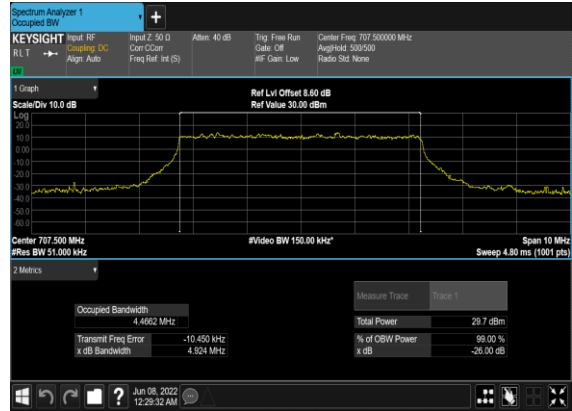 Spectrum Analyzer 1
Occupied BW
KEYSIGHT Input: RF Input Z: 50 Ω Atten: 40 dB Trig: Free Run Center Freq: 707.500000 MHz
RLT Coupling: DC Corr CCorr Gate: Off Avg|Hold: 500/500
Align: Auto Freq Ref: Int (S) #IF Gain: Low Radio Std: None
1 Graph
Ref Lvl Offset 8.60 dB
Scale/Div 10.0 dB Ref Value 30.00 dBm
Log
20.0
10.0
0.00
-10.0
-20.0
-30.0
-40.0
-50.0
-60.0
Center 707.500 MHz #Video BW 150.00 kHz* Span 10 MHz
#Res BW 51.000 kHz Sweep 4.80 ms (1001 pts)
2 Metrics
Measure Trace Trace 1
Occupied Bandwidth
4.4662 MHz
Total Power 29.7 dBm
Transmit Freq Error -10.450 kHz % of OBW Power 99.00 %
x dB Bandwidth 4.924 MHz x dB -26.00 dB
? Jun 08, 2022
12:29:32 AM